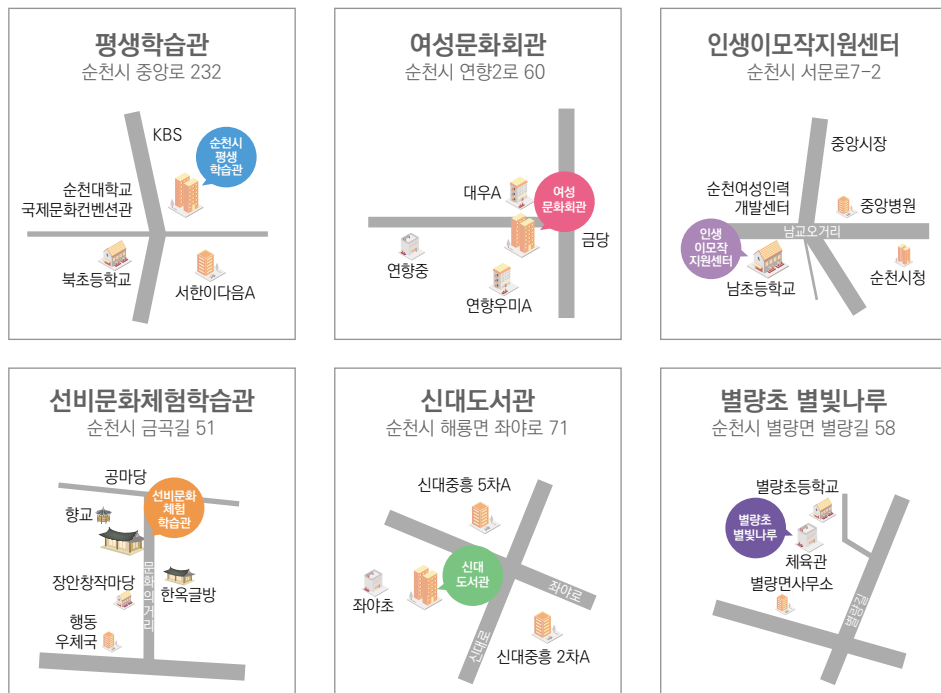 평생학습관
순천시 중앙로 232
KBS
순천시
평생
학습관
순천대학교
국제문화컨벤션관
북초등학교
서한이다음A
여성문화회관
순천시 연향2로 60
대우A
여성
문화회관
금당
연향중
연향우미A
인생이모작지원센터
순천시 서문로7-2
중앙시장
순천여성인력
개발센터
중앙병원
남교오거리
인생
이모작
지원센터
남초등학교
순천시청
선비문화체험학습관
순천시 금곡길 51
공마당
선비문화
체험
학습관
향교
장안창작마당
한옥글방
문화의거리
행동
우체국
신대도서관
순천시 해룡면 좌야로 71
신대중흥 5차A
신대
도서관
좌야초
좌야로
신대로
신대중흥 2차A
별량초 별빛나루
순천시 별량면 별량길 58
별량초등학교
별량초
별빛나루
체육관
별량면사무소
별량길